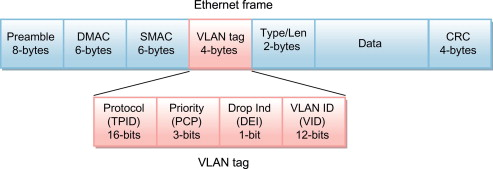 Ethernet frame
Preamble
8-bytes
DMAC
6-bytes
SMAC
6-bytes
VLAN tag
4-bytes
Type/Len
2-bytes
Data
CRC
4-bytes
Protocol
(TPID)
16-bits
Priority
(PCP)
3-bits
Drop Ind
(DEI)
1-bit
VLAN ID
(VID)
12-bits
VLAN tag